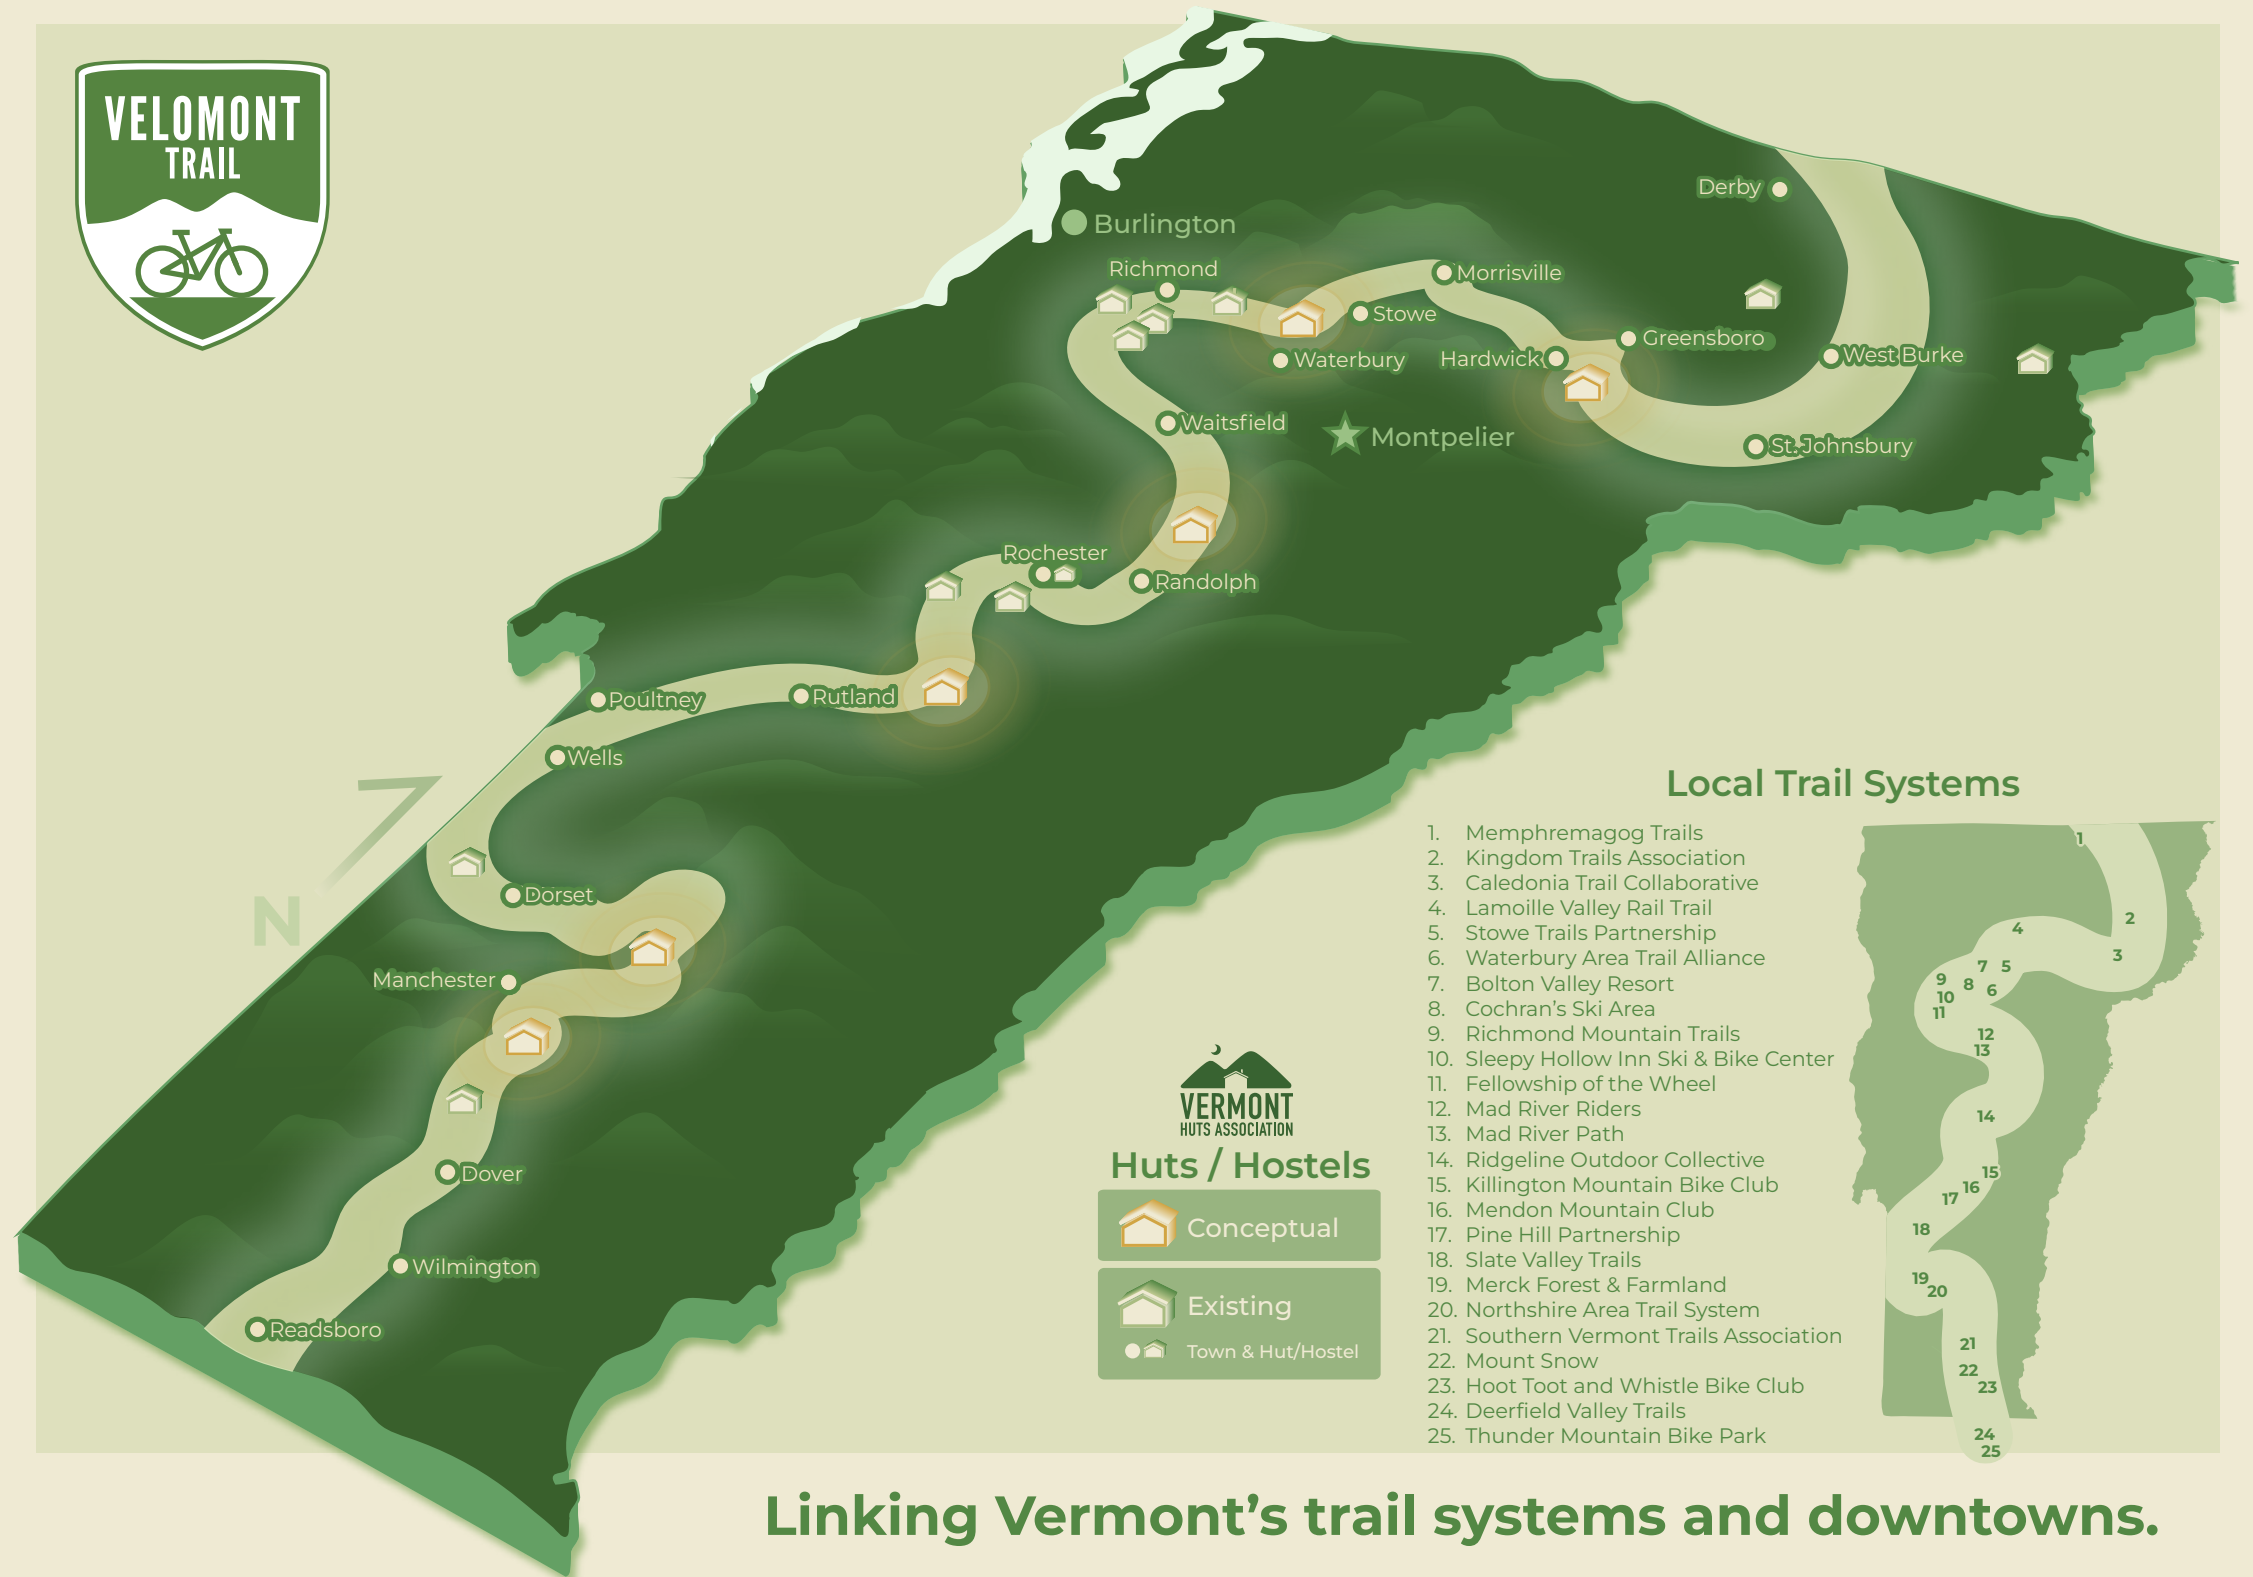 VELOMONT
TRAIL
Derby
Burlington
Richmond
Morrisville
Stowe
Greensboro
Waterbury
Hardwick
West Burke
Waitsfield
Montpelier
St. Johnsbury
Rochester
Randolph
Poultney
Rutland
Wells
N
Dorset
Manchester
Dover
Wilmington
Readsboro
VERMONT
HUTS ASSOCIATION
Huts / Hostels
Conceptual
Existing
Town & Hut/Hostel
Local Trail Systems
1. Memphremagog Trails
2. Kingdom Trails Association
3. Caledonia Trail Collaborative
4. Lamoille Valley Rail Trail
5. Stowe Trails Partnership
6. Waterbury Area Trail Alliance
7. Bolton Valley Resort
8. Cochran's Ski Area
9. Richmond Mountain Trails
10. Sleepy Hollow Inn Ski & Bike Center
11. Fellowship of the Wheel
12. Mad River Riders
13. Mad River Path
14. Ridgeline Outdoor Collective
15. Killington Mountain Bike Club
16. Mendon Mountain Club
17. Pine Hill Partnership
18. Slate Valley Trails
19. Merck Forest & Farmland
20. Northshire Area Trail System
21. Southern Vermont Trails Association
22. Mount Snow
23. Hoot Toot and Whistle Bike Club
24. Deerfield Valley Trails
25. Thunder Mountain Bike Park
1
2
4
3
7 5
9 8 6
10
11
12
13
14
15
16
17
18
19
20
21
22
23
24
25
Linking Vermont's trail systems and downtowns.